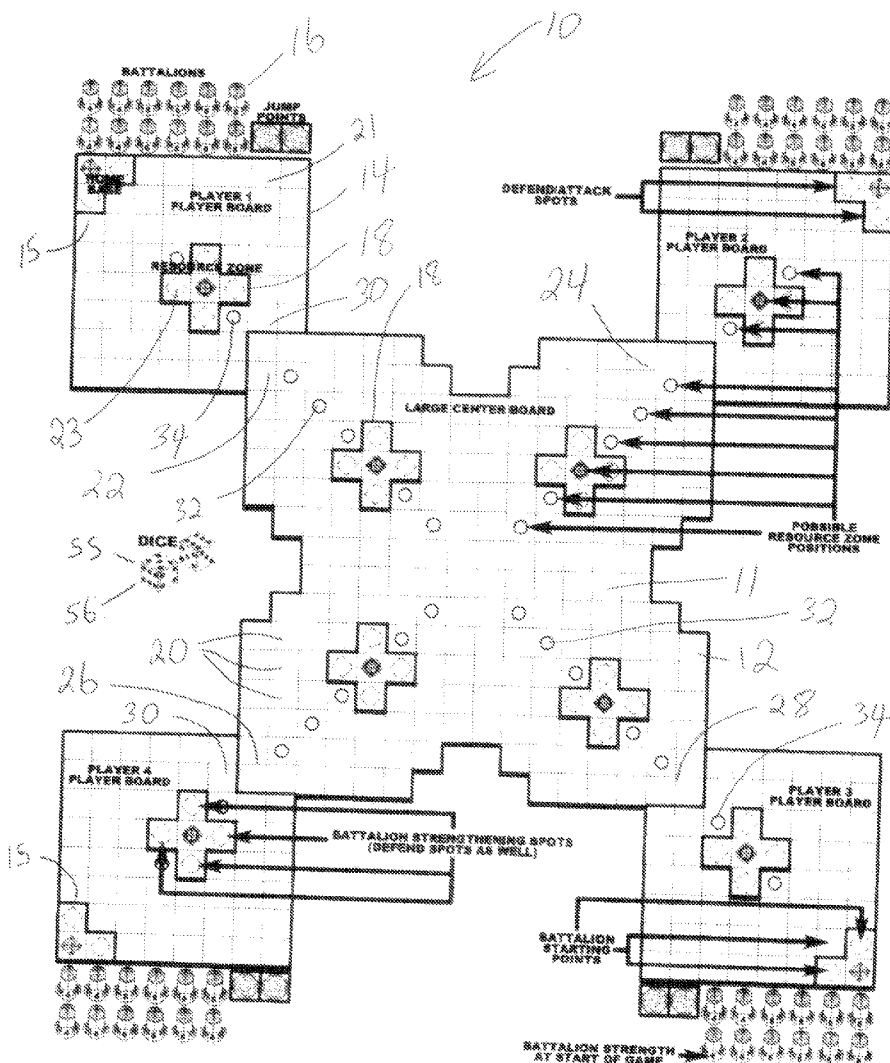 10
16
BATTALIONS
JUMP
POINTS
21
HOME
BASE
PLAYER 1
PLAYER BOARD
14
DEFEND/ATTACK
SPOTS
15
RESOURCE ZONE
18
PLAYER 2
PLAYER BOARD
30
18
24
23
34
22
32
LARGE CENTER BOARD
POSSIBLE
RESOURCE ZONE
POSITIONS
DICE
55
56
11
32
20
12
26
30
28
34
PLAYER 4
PLAYER BOARD
PLAYER 3
PLAYER BOARD
BATTALION STRENGTHENING SPOTS
(DEFEND SPOTS AS WELL)
15
BATTALION
STARTING
POINTS
BATTALION STRENGTH
AT START OF GAME